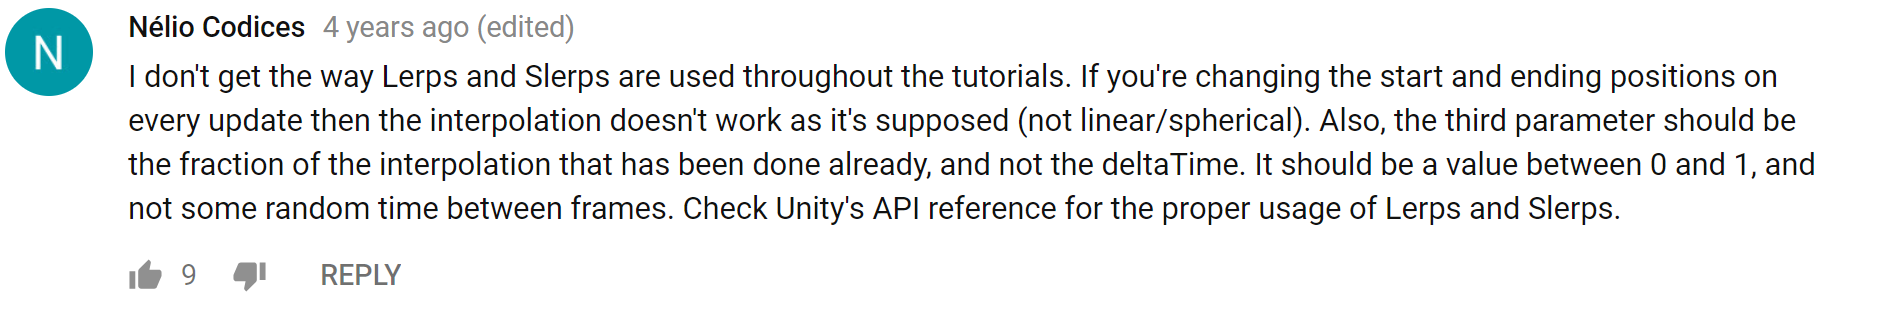 N
Nélio Codices 4 years ago (edited)
I don't get the way Lerps and Slerps are used throughout the tutorials. If you're changing the start and ending positions on
every update then the interpolation doesn't work as it's supposed (not linear/spherical). Also, the third parameter should be
the fraction of the interpolation that has been done already, and not the deltaTime. It should be a value between 0 and 1, and
not some random time between frames. Check Unity's API reference for the proper usage of Lerps and Slerps.
9 REPLY